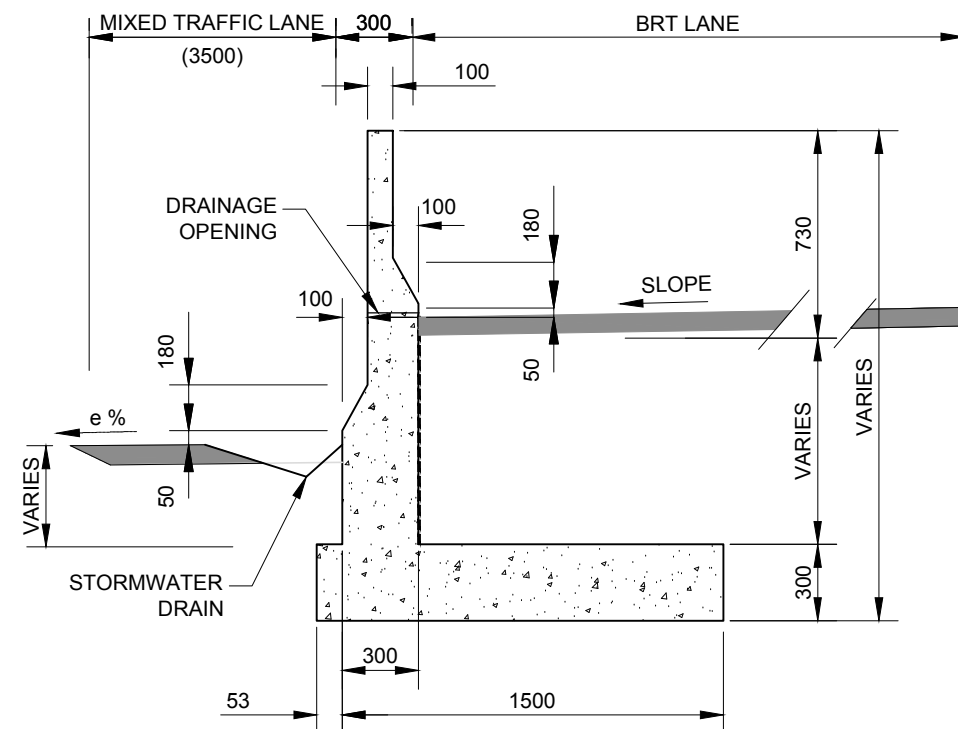 MIXED TRAFFIC LANE
300
BRT LANE
(3500)
100
DRAINAGE
OPENING
100
180
730
SLOPE
100
180
50
VARIES
e %
VARIES
VARIES
50
STORMWATER
DRAIN
300
300
53
1500